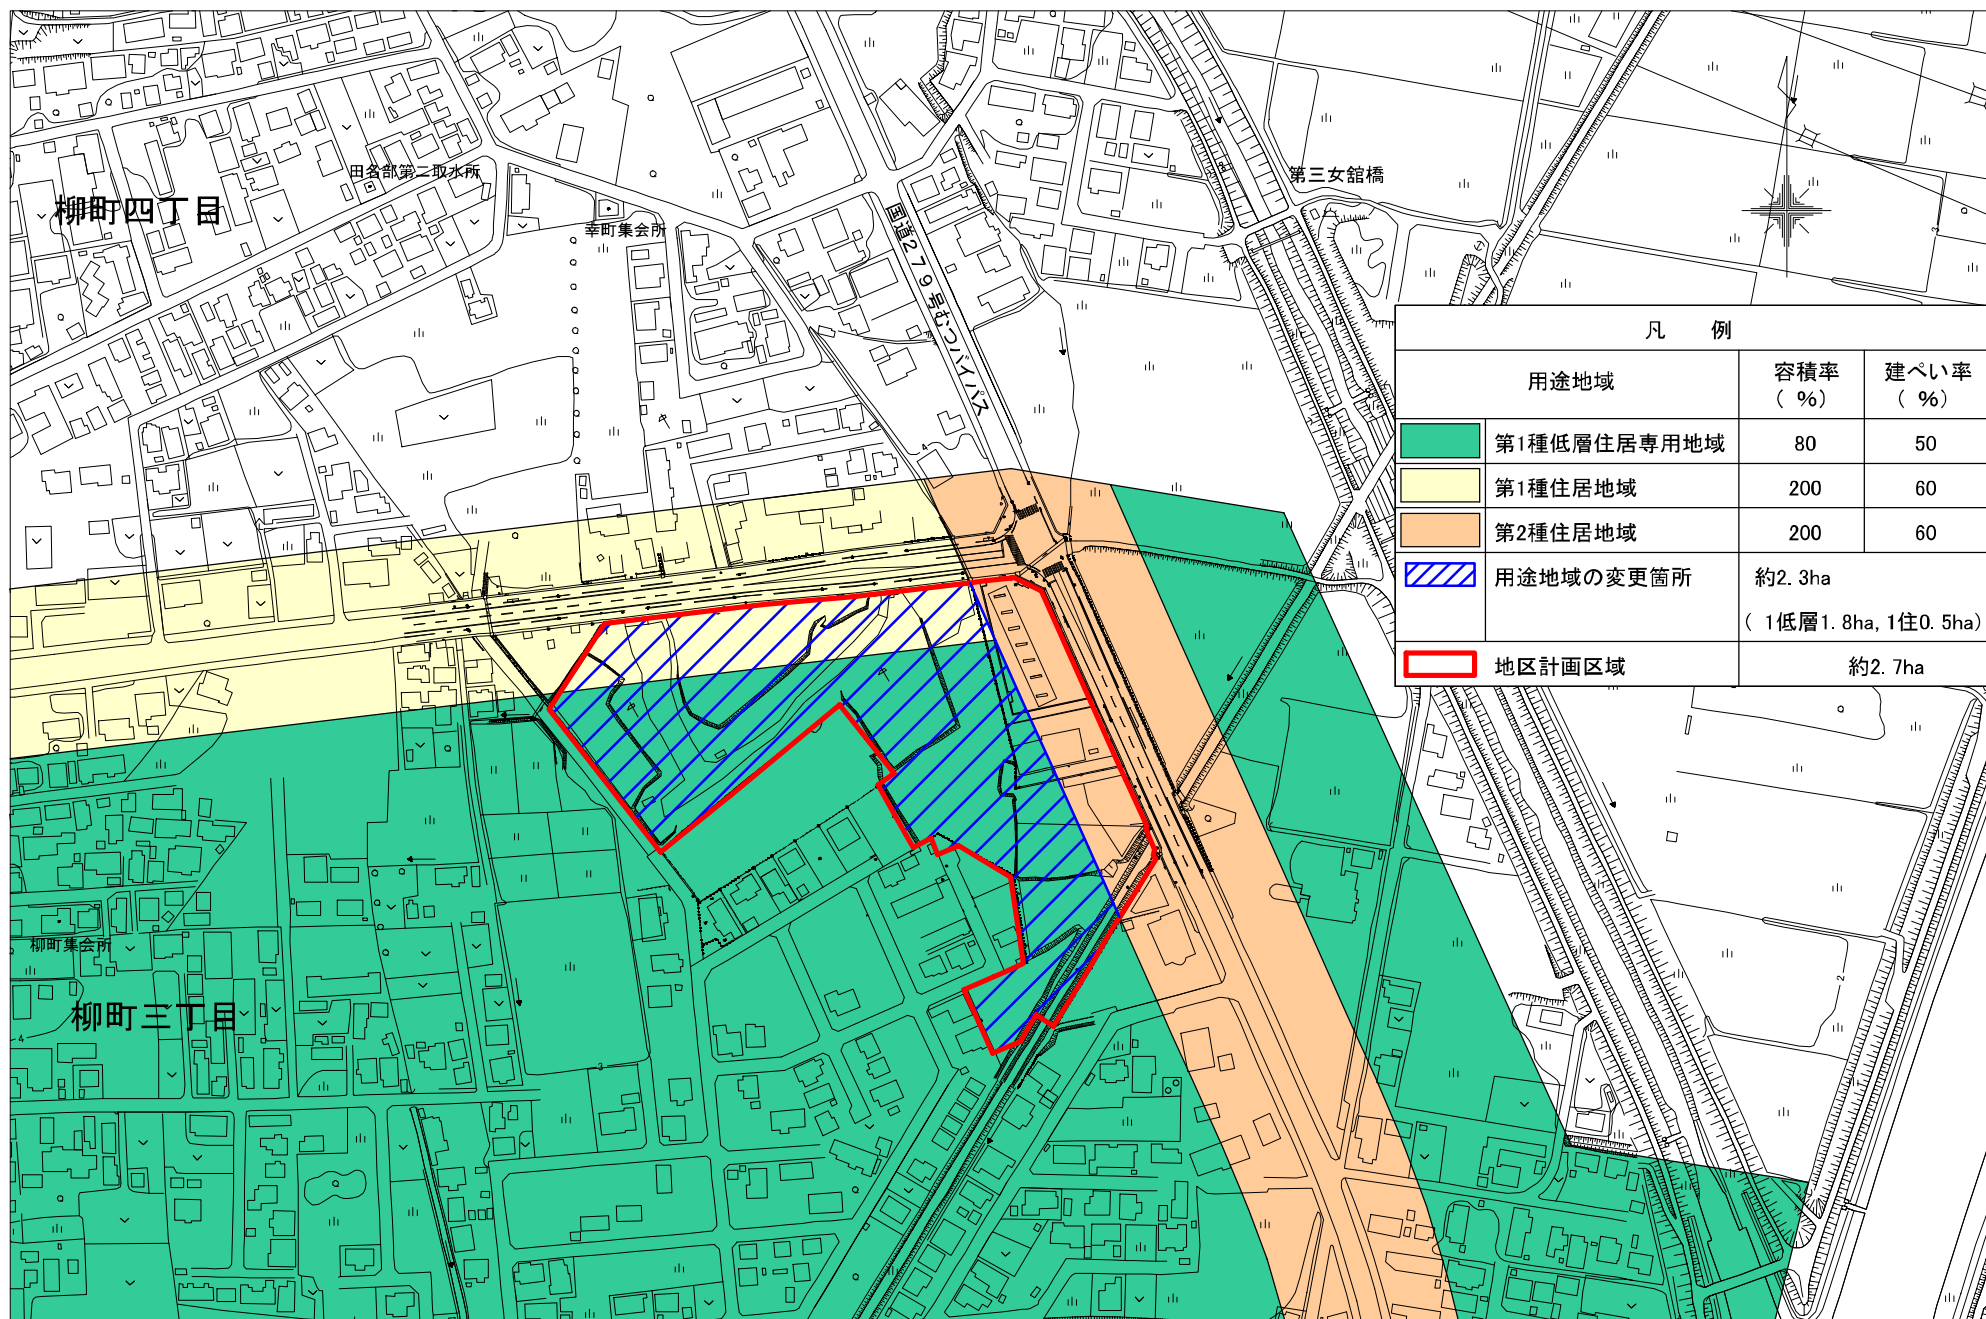 田名部第二取水所
柳町四丁目
幸町集会所
国道279号むつバイパス
第三女舘橋
凡 例
用途地域 容積率(%) 建ぺい率(%)
第1種低層住居専用地域 80 50
第1種住居地域 200 60
第2種住居地域 200 60
用途地域の変更箇所 約2.3ha
(1低層1.8ha,1住0.5ha)
地区計画区域 約2.7ha
柳町集会所
柳町三丁目
4
3
3
2
4